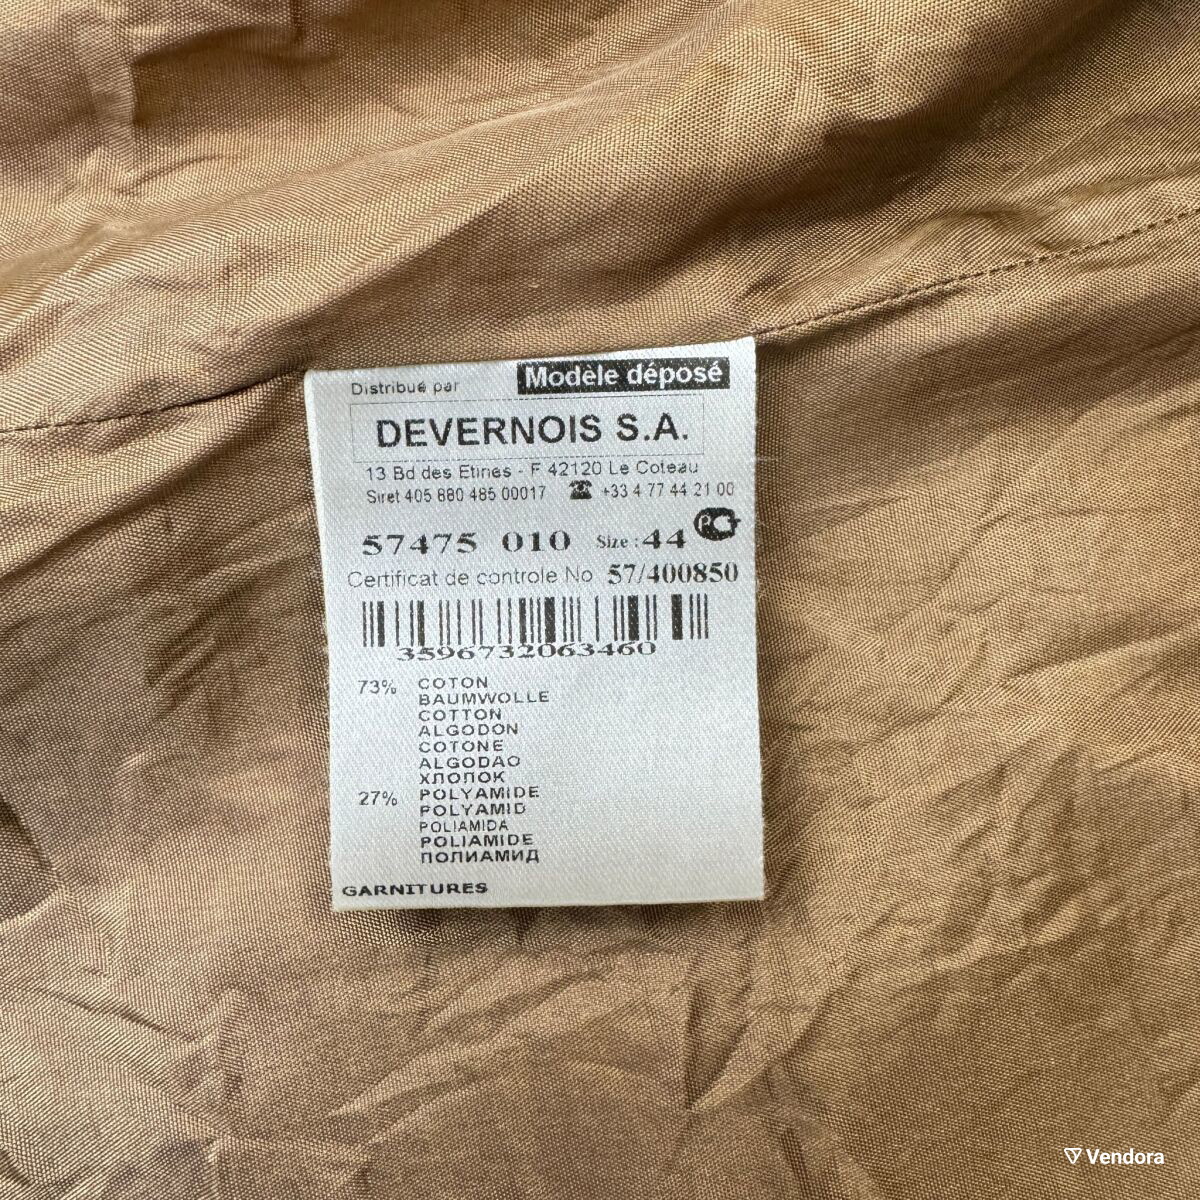 Distribué par Modèle déposé
DEVERNOIS S.A.
13 Bd des Etines - F 42120 Le Coteau
Siret 405 880 485 00017 ☎ +33 4 77 44 21 00
57475 010 Size : 44
Certificat de controle No 57/400850
3596732063460
73% COTON
BAUMWOLLE
COTTON
ALGODON
COTONE
ALGODAO
ХЛОПОК
27% POLYAMIDE
POLYAMID
POLIAMIDA
POLIAMIDE
ПОЛИАМИД
GARNITURES
Vendora